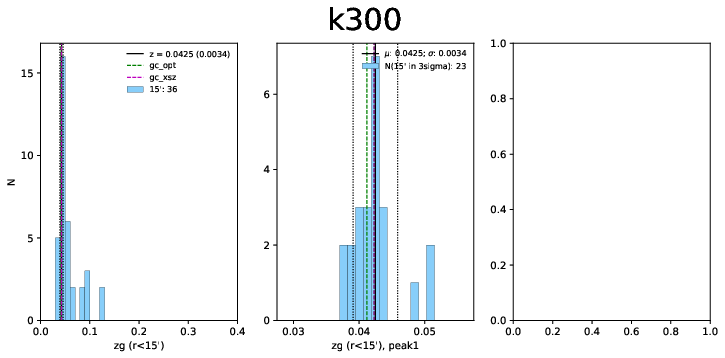 k300
z = 0.0425 (0.0034)
gc_opt
gc_xsz
15': 36
N
15
10
5
0
0.0 0.1 0.2 0.3 0.4
zg (r<15')
μ: 0.0425; σ: 0.0034
N(15' in 3sigma): 23
6
4
2
0
0.03 0.04 0.05
zg (r<15'), peak1
1.0
0.8
0.6
0.4
0.2
0.0
0.0 0.2 0.4 0.6 0.8 1.0